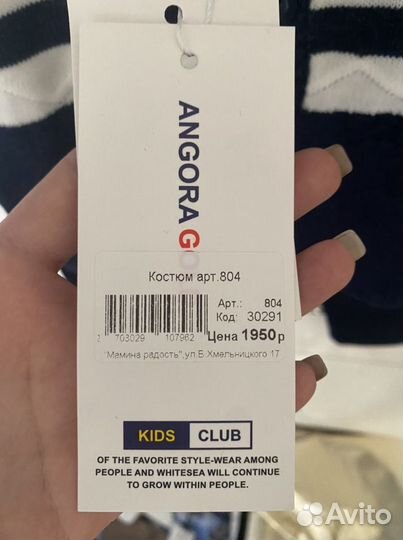 ANGORA G
Костюм арт.804
Арт.: 804
Код: 30291
2 703029 107962
Цена 1950р
"Мамина радость",ул.Б.Хмельницкого 17
KIDS CLUB
OF THE FAVORITE STYLE-WEAR AMONG
PEOPLE AND WHITESEA WILL CONTINUE
TO GROW WITHIN PEOPLE.
Avito